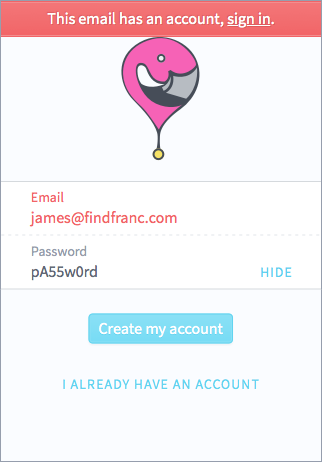 This email has an account, sign in.
Email
james@findfranc.com
Password
pA55w0rd
HIDE
Create my account
I ALREADY HAVE AN ACCOUNT